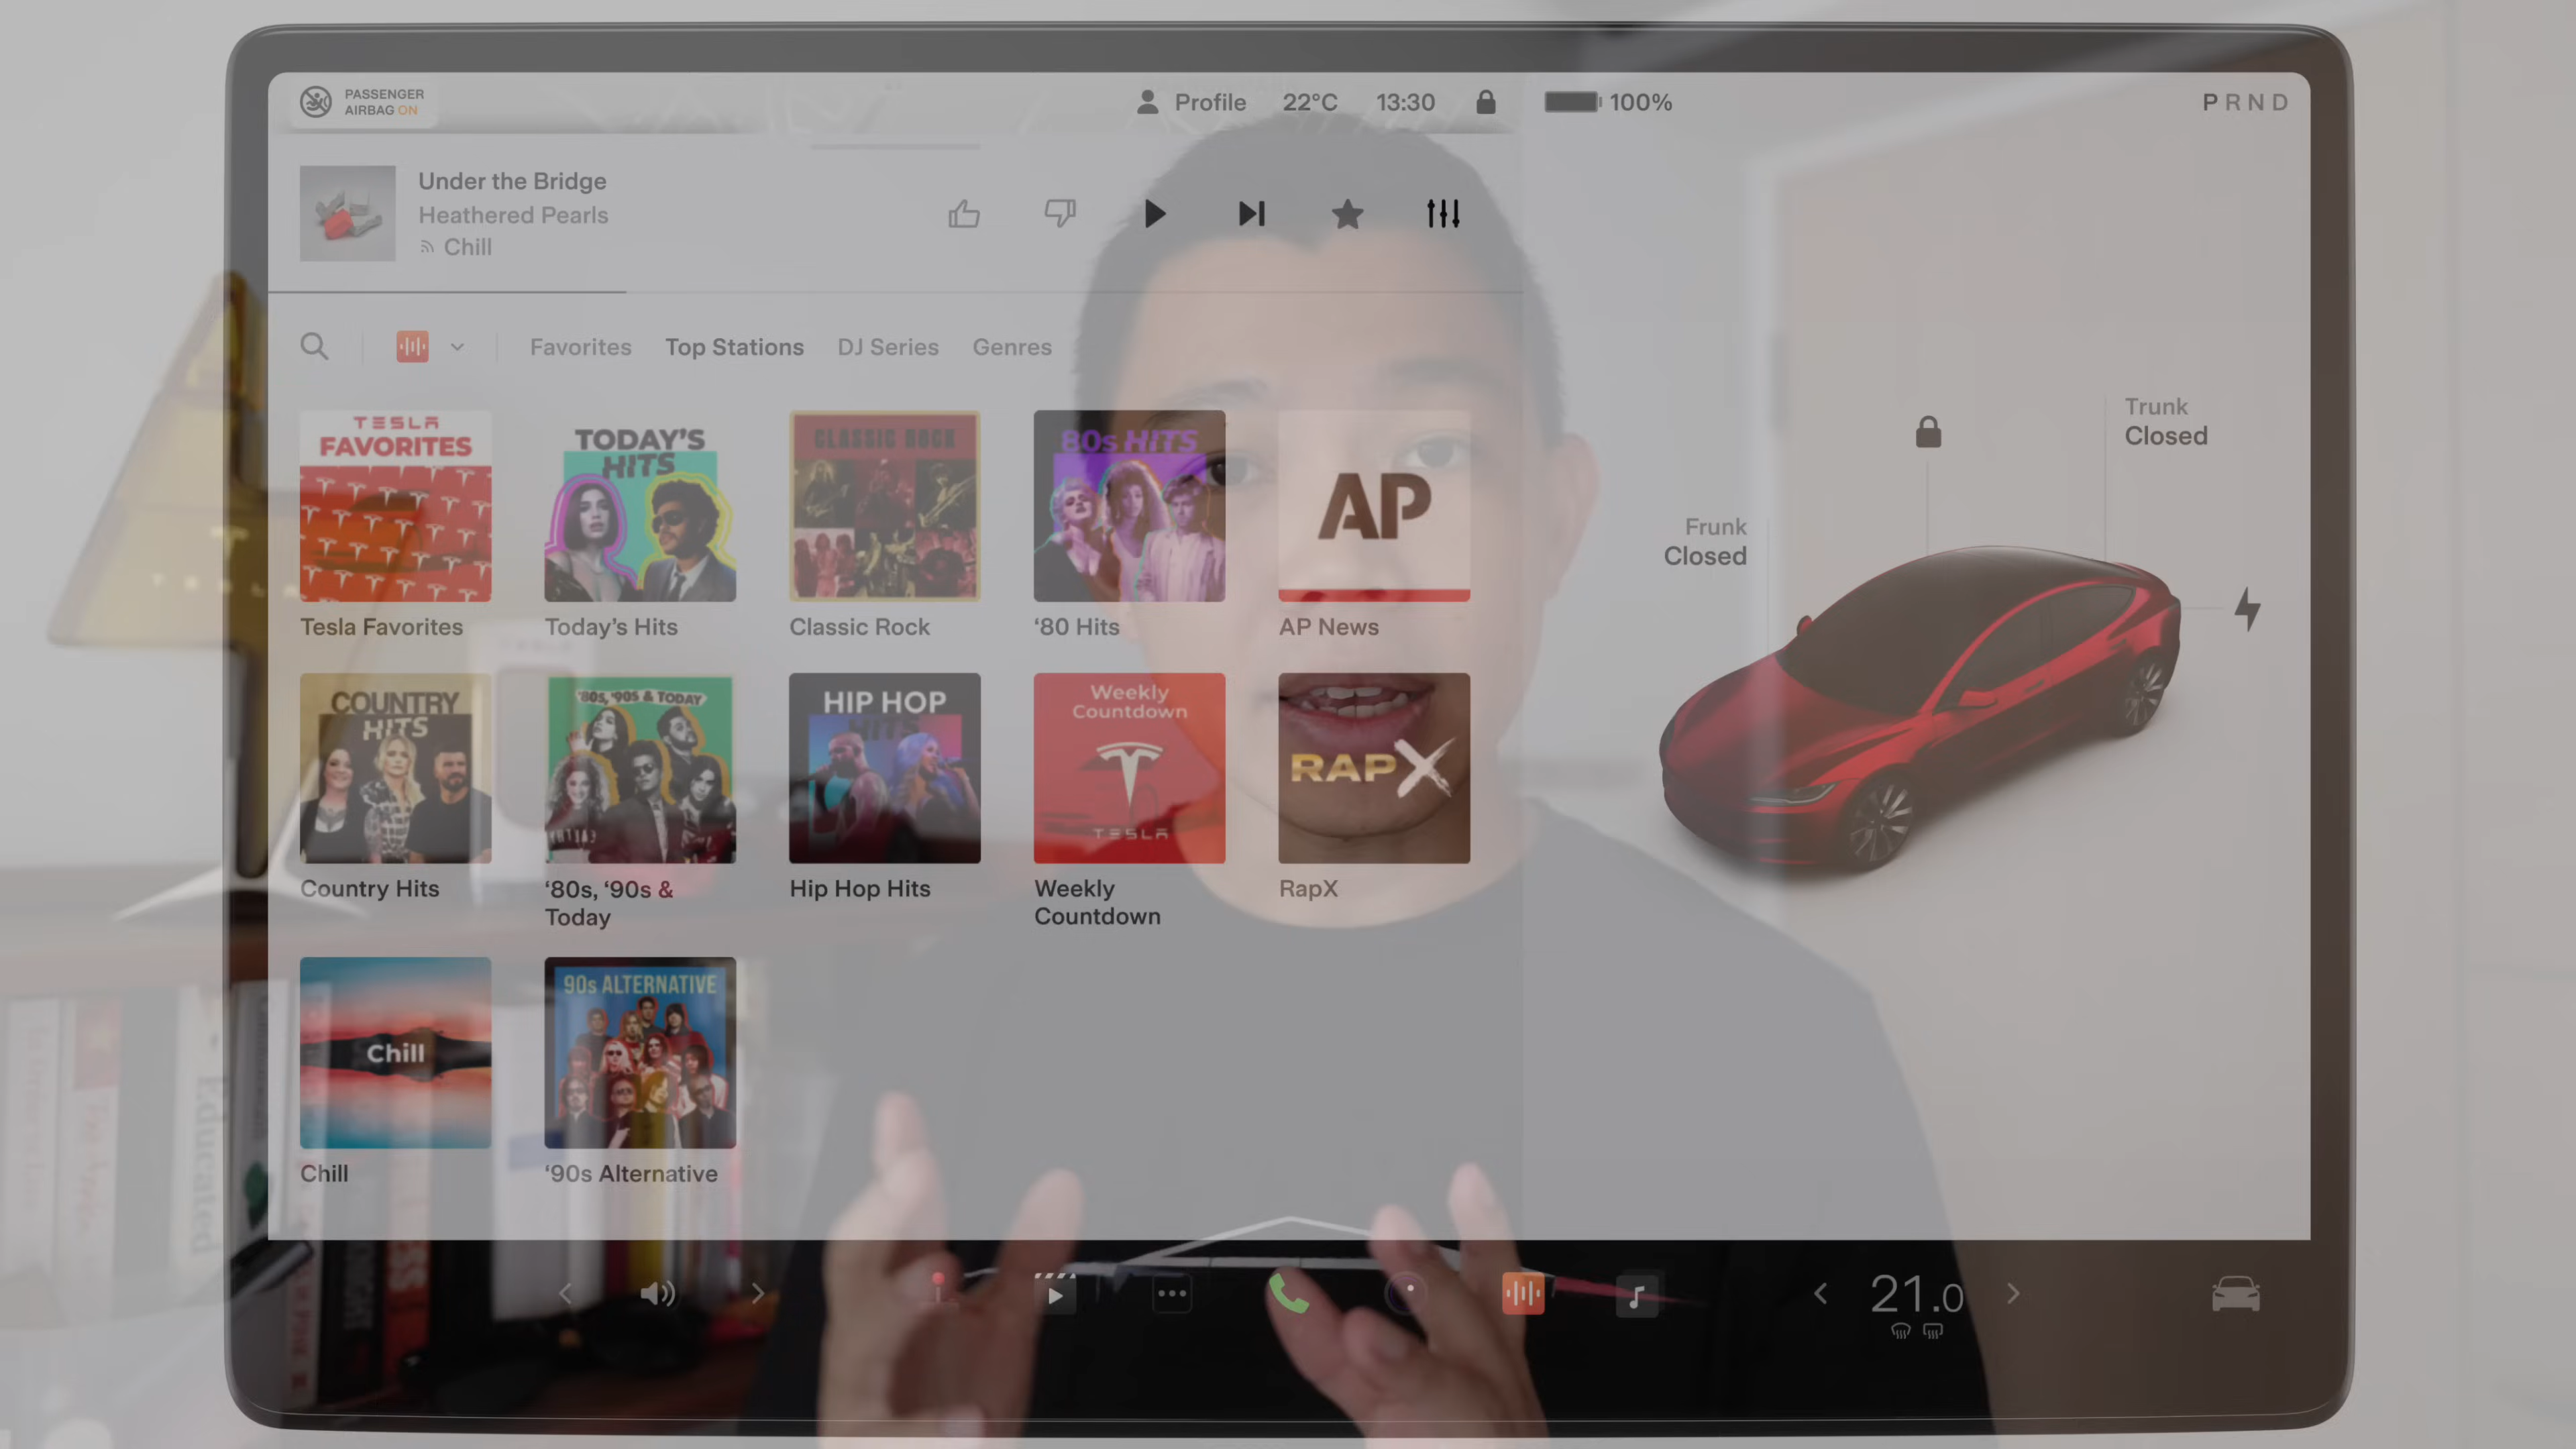 PASSENGER
AIRBAG ON
Profile 22°C 13:30 100%
P R N D
Under the Bridge
Heathered Pearls
Chill
Favorites Top Stations DJ Series Genres
TESLA
FAVORITES
TODAY'S
HITS
CLASSIC ROCK
80s HITS
AP
Tesla Favorites
Today's Hits
Classic Rock
‘80 Hits
AP News
COUNTRY
HITS
'80s, '90s & TODAY
HIP HOP
HITS
Weekly
Countdown
TESLA
RAPX
Country Hits
‘80s, ‘90s &
Today
Hip Hop Hits
Weekly
Countdown
RapX
Chill
90s ALTERNATIVE
Chill
‘90s Alternative
Frunk
Closed
Trunk
Closed
21.0
Educated